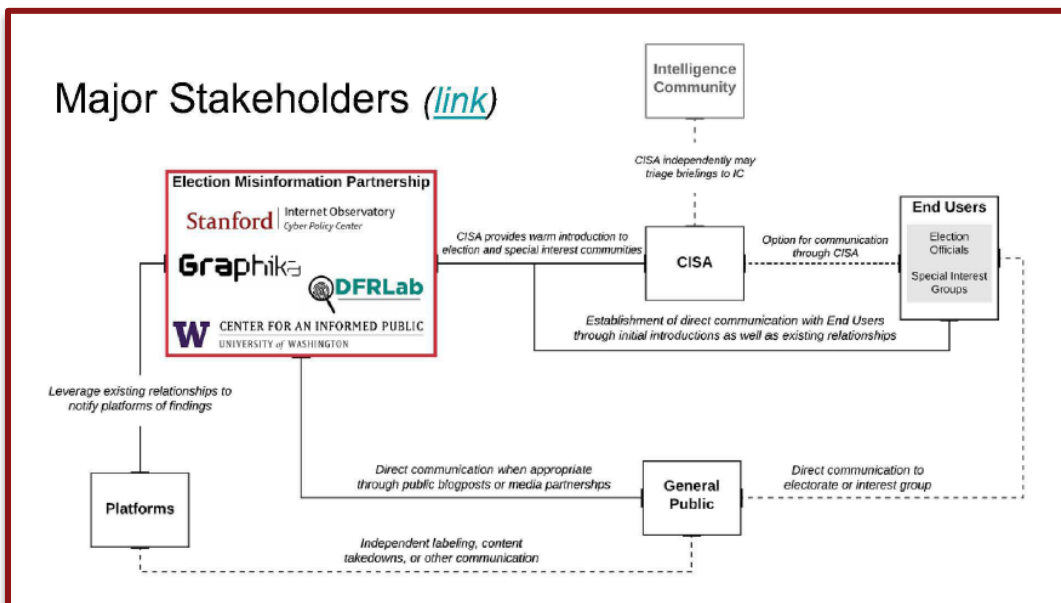 Major Stakeholders (link)
Intelligence
Community
CISA independently may
triage briefings to IC
Election Misinformation Partnership
Stanford | Internet Observatory
Cyber Policy Center
Graphika
DFRLab
W CENTER FOR AN INFORMED PUBLIC
UNIVERSITY of WASHINGTON
CISA provides warm introduction to
election and special interest communities
CISA
Option for communication
through CISA
End Users
Election
Officials
Special Interest
Groups
Establishment of direct communication with End Users
through initial introductions as well as existing relationships
Leverage existing relationships to
notify platforms of findings
Platforms
Direct communication when appropriate
through public blogposts or media partnershps
General
Public
Direct communication to
electorate or interest group
Independent labeling, content
takedowns, or other communication